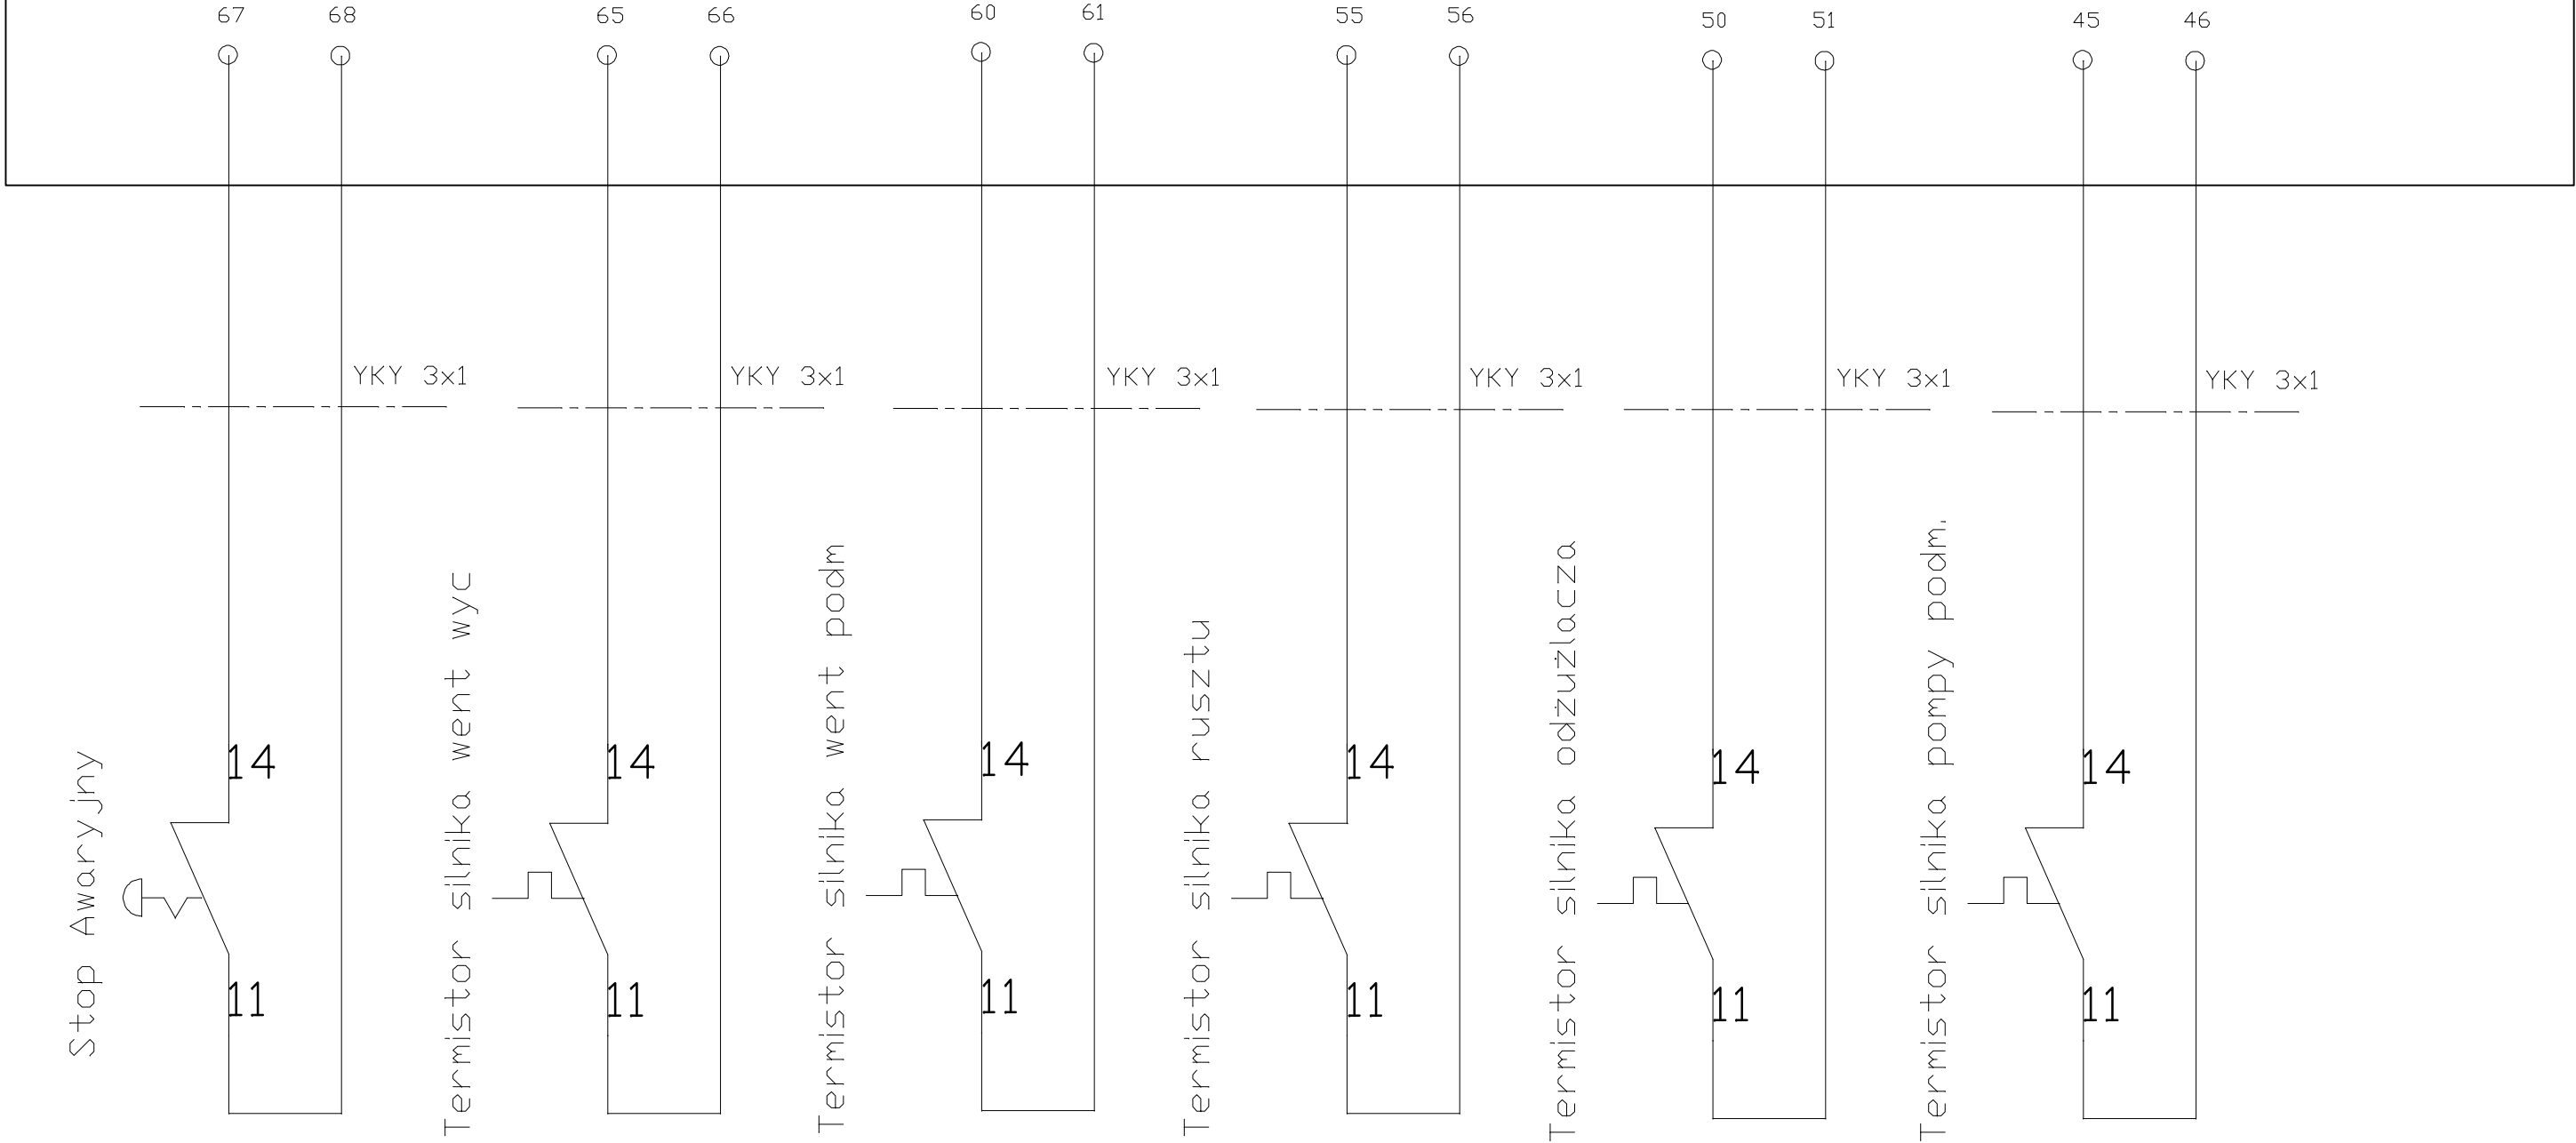 67 68 65 66 60 61 55 56 50 51 45 46
YKY 3x1 YKY 3x1 YKY 3x1 YKY 3x1 YKY 3x1 YKY 3x1
Stop Awaryjny
Termistor silnika went wyc
Termistor silnika went podm
Termistor silnika rusztu
Termistor silnika odżużlacza
Termistor silnika pompy podm.
14 14 14 14 14 14
11 11 11 11 11 11